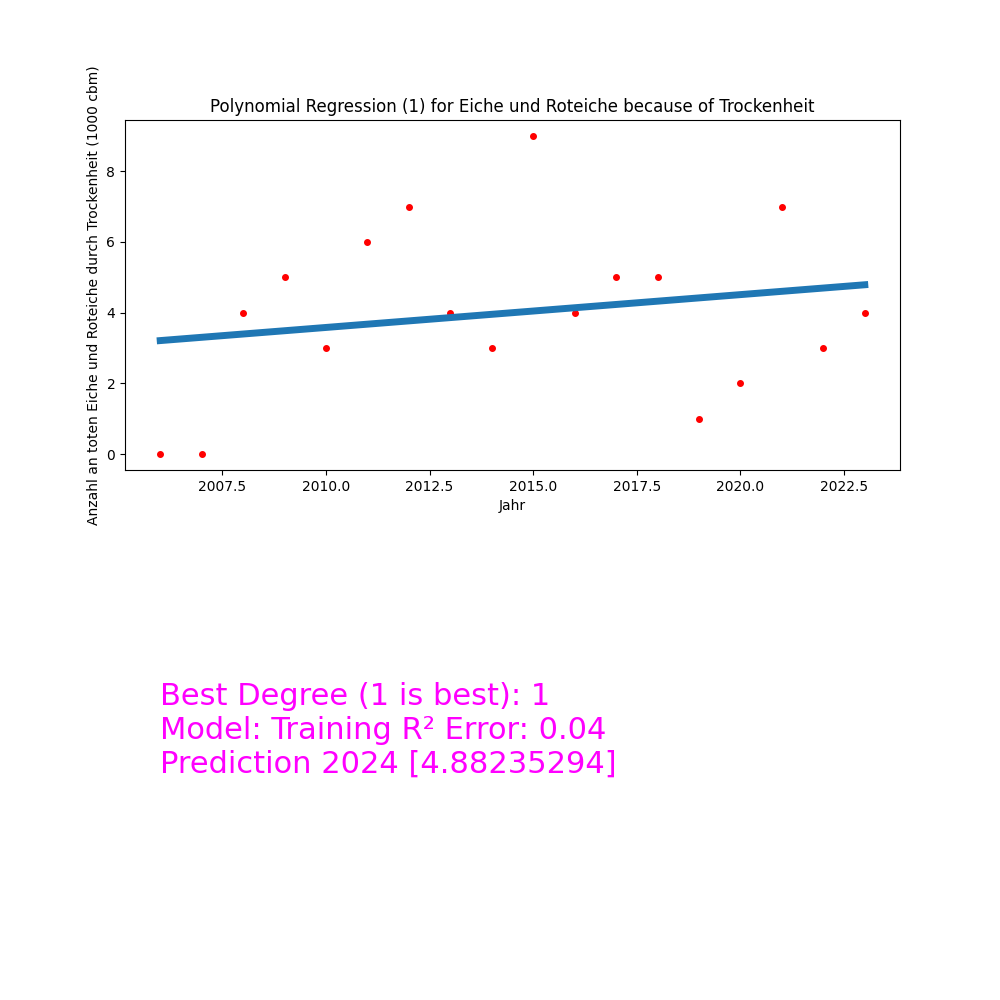 Polynomial Regression (1) for Eiche und Roteiche because of Trockenheit
Anzahl an toten Eiche und Roteiche durch Trockenheit (1000 cbm)
8
6
4
2
0
2007.5 2010.0 2012.5 2015.0 2017.5 2020.0 2022.5
Jahr
Best Degree (1 is best): 1
Model: Training R² Error: 0.04
Prediction 2024 [4.88235294]